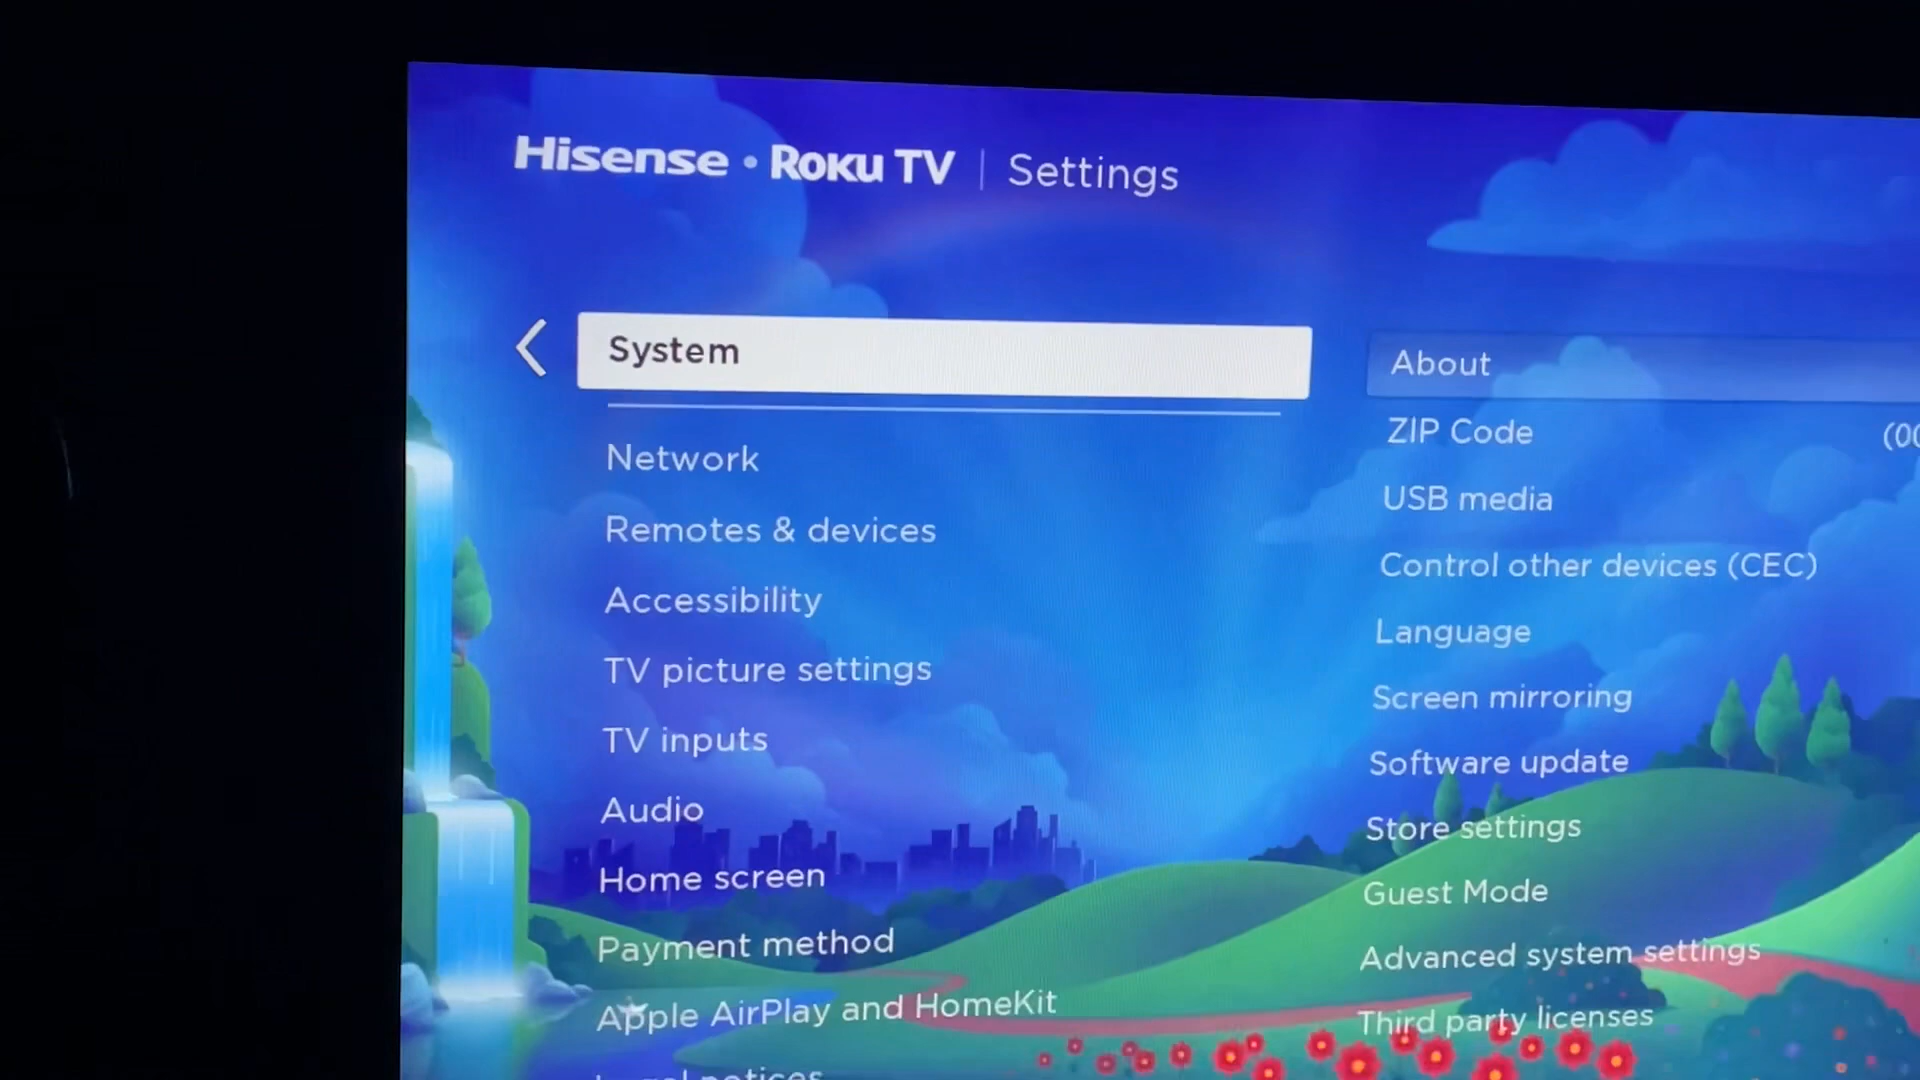 Hisense • Roku TV | Settings
System
Network
Remotes & devices
Accessibility
TV picture settings
TV inputs
Audio
Home screen
Payment method
Apple AirPlay and HomeKit
notices
About
ZIP Code (00
USB media
Control other devices (CEC)
Language
Screen mirroring
Software update
Store settings
Guest Mode
Advanced system settings
Third party licenses